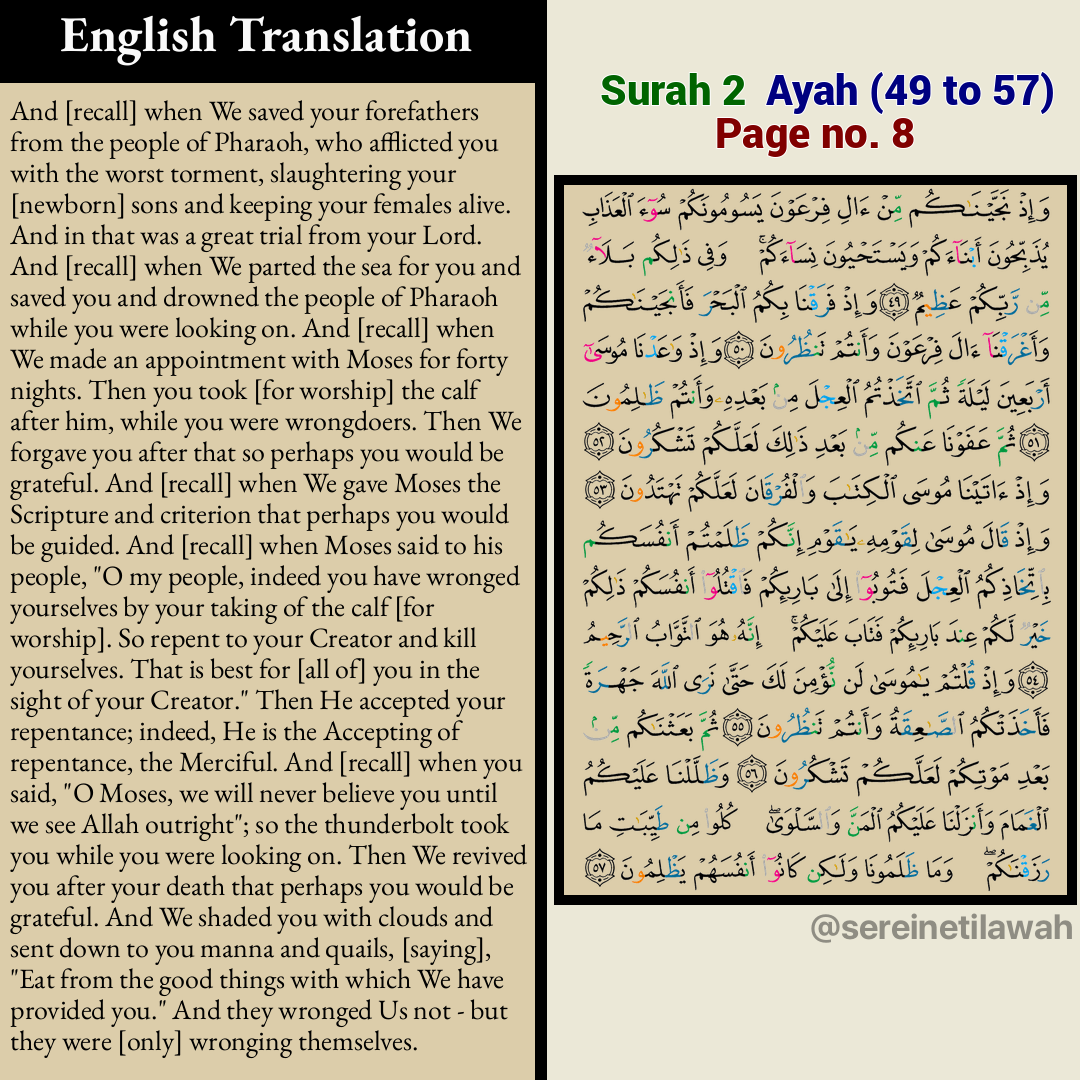 English Translation
And [recall] when We saved your forefathers
from the people of Pharaoh, who afflicted you
with the worst torment, slaughtering your
[newborn] sons and keeping your females alive.
And in that was a great trial from your Lord.
And [recall] when We parted the sea for you and
saved you and drowned the people of Pharaoh
while you were looking on. And [recall] when
We made an appointment with Moses for forty
nights. Then you took [for worship] the calf
after him, while you were wrongdoers. Then We
forgave you after that so perhaps you would be
grateful. And [recall] when We gave Moses the
Scripture and criterion that perhaps you would
be guided. And [recall] when Moses said to his
people, "O my people, indeed you have wronged
yourselves by your taking of the calf [for
worship]. So repent to your Creator and kill
yourselves. That is best for [all of] you in the
sight of your Creator." Then He accepted your
repentance; indeed, He is the Accepting of
repentance, the Merciful. And [recall] when you
said, "O Moses, we will never believe you until
we see Allah outright"; so the thunderbolt took
you while you were looking on. Then We revived
you after your death that perhaps you would be
grateful. And We shaded you with clouds and
sent down to you manna and quails, [saying],
"Eat from the good things with which We have
provided you." And they wronged Us not - but
they were [only] wronging themselves.
Surah 2 Ayah (49 to 57)
Page no. 8
وَإِذْ نَجَّيْنَـٰكُم مِّنْ ءَالِ فِرْعَوْنَ يَسُومُونَكُمْ سُوٓءَ ٱلْعَذَابِ
يُذَبِّحُونَ أَبْنَآءَكُمْ وَيَسْتَحْيُونَ نِسَآءَكُمْ ۚ وَفِى ذَٰلِكُم بَلَآءٌ
مِّن رَّبِّكُمْ عَظِيمٌ ٤٩ وَإِذْ فَرَقْنَا بِكُمُ ٱلْبَحْرَ فَأَنجَيْنَـٰكُمْ
وَأَغْرَقْنَآ ءَالَ فِرْعَوْنَ وَأَنتُمْ تَنظُرُونَ ٥٠ وَإِذْ وَٰعَدْنَا مُوسَىٰٓ
أَرْبَعِينَ لَيْلَةً ثُمَّ ٱتَّخَذْتُمُ ٱلْعِجْلَ مِنۢ بَعْدِهِۦ وَأَنتُمْ ظَـٰلِمُونَ
٥١ ثُمَّ عَفَوْنَا عَنكُم مِّنۢ بَعْدِ ذَٰلِكَ لَعَلَّكُمْ تَشْكُرُونَ ٥٢
وَإِذْ ءَاتَيْنَا مُوسَى ٱلْكِتَـٰبَ وَٱلْفُرْقَانَ لَعَلَّكُمْ تَهْتَدُونَ ٥٣
وَإِذْ قَالَ مُوسَىٰ لِقَوْمِهِۦ يَـٰقَوْمِ إِنَّكُمْ ظَلَمْتُمْ أَنفُسَكُم
بِٱتِّخَاذِكُمُ ٱلْعِجْلَ فَتُوبُوٓا۟ إِلَىٰ بَارِئِكُمْ فَٱقْتُلُوٓا۟ أَنفُسَكُمْ ذَٰلِكُمْ
خَيْرٌ لَّكُمْ عِندَ بَارِئِكُمْ فَتَابَ عَلَيْكُمْ ۚ إِنَّهُۥ هُوَ ٱلتَّوَّابُ ٱلرَّحِيمُ
٥٤ وَإِذْ قُلْتُمْ يَـٰمُوسَىٰ لَن نُّؤْمِنَ لَكَ حَتَّىٰ نَرَى ٱللَّهَ جَهْرَةً
فَأَخَذَتْكُمُ ٱلصَّـٰعِقَةُ وَأَنتُمْ تَنظُرُونَ ٥٥ ثُمَّ بَعَثْنَـٰكُم مِّنۢ
بَعْدِ مَوْتِكُمْ لَعَلَّكُمْ تَشْكُرُونَ ٥٦ وَظَلَّلْنَا عَلَيْكُمُ
ٱلْغَمَامَ وَأَنزَلْنَا عَلَيْكُمُ ٱلْمَنَّ وَٱلسَّلْوَىٰ ۖ كُلُوا۟ مِن طَيِّبَـٰتِ مَا
رَزَقْنَـٰكُمْ ۖ وَمَا ظَلَمُونَا وَلَـٰكِن كَانُوٓا۟ أَنفُسَهُمْ يَظْلِمُونَ ٥٧
@sereinetilawah